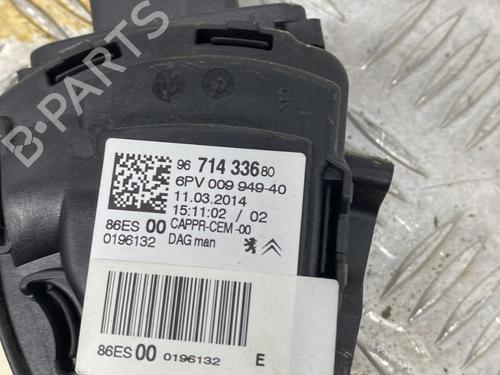 B-PARTS
96 714 336 80
6PV 009 949-40
11.03.2014
15:11:02 / 02
86ES 00 CAPPR-CEM -00
0196132 DAG man
86ES 00 0196132 E